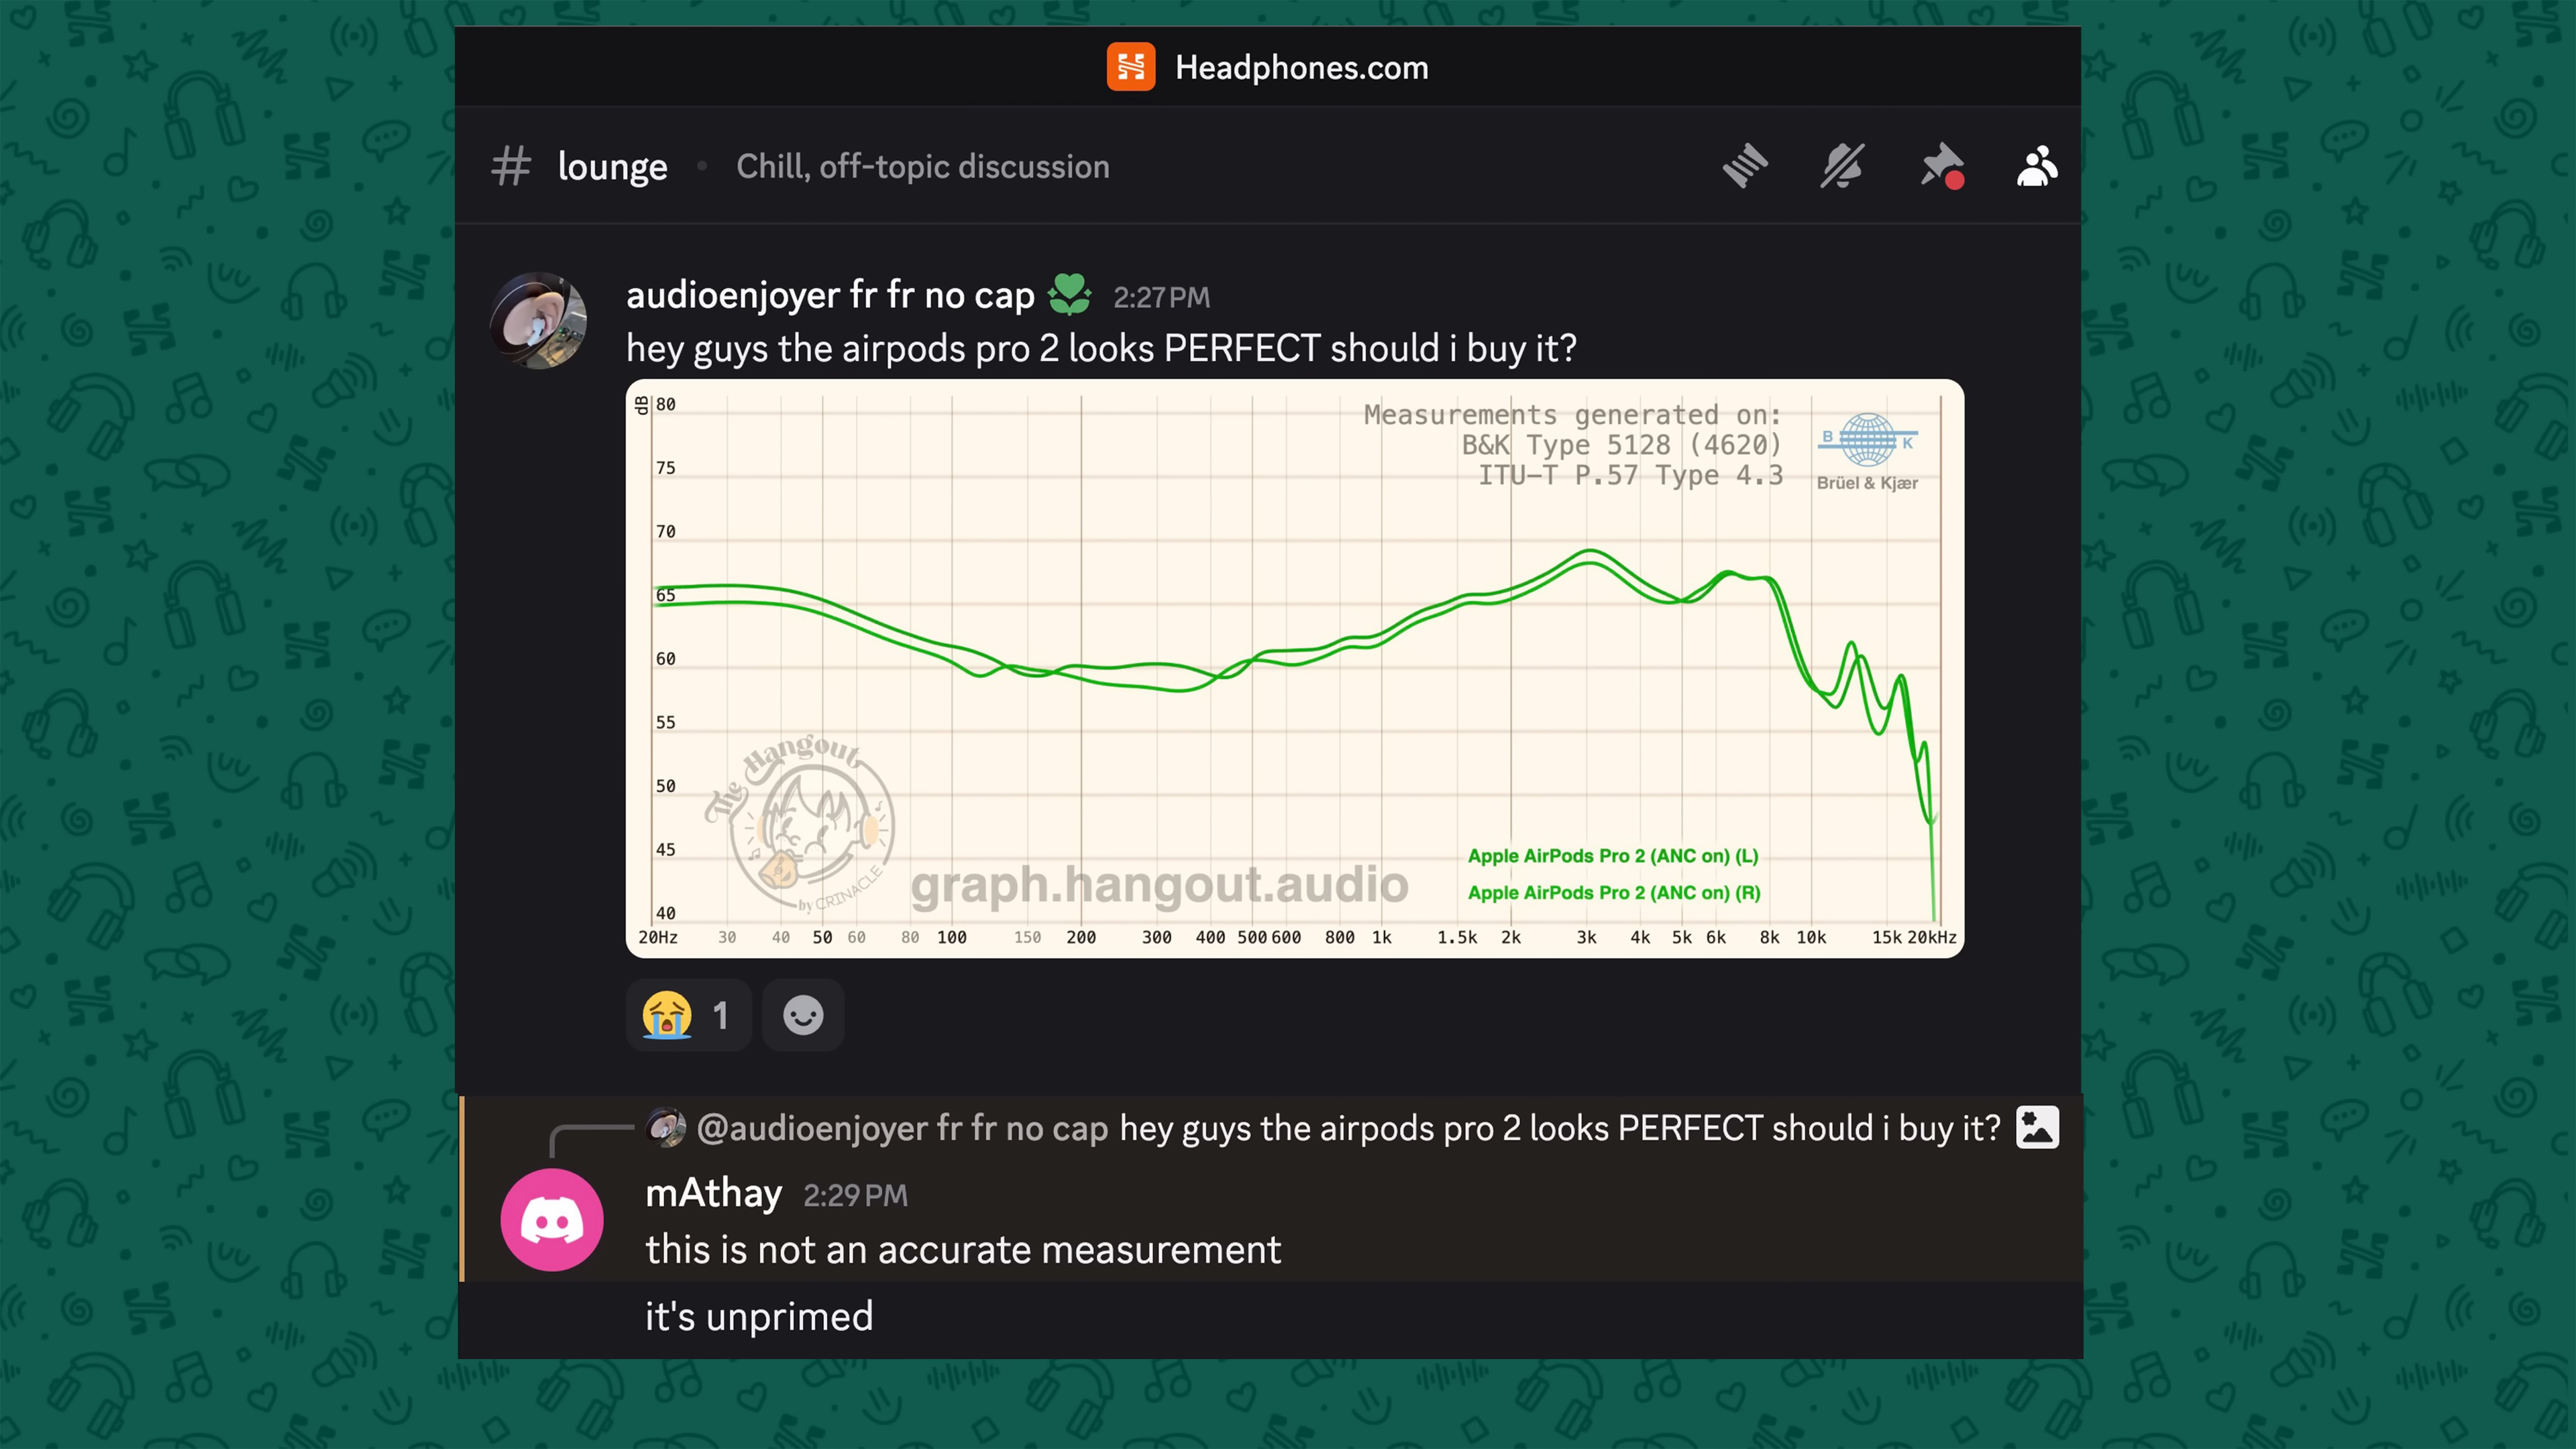 Headphones.com
# lounge • Chill, off-topic discussion
audioenjoyer fr fr no cap 2:27 PM
hey guys the airpods pro 2 looks PERFECT should i buy it?
dB
80
75
70
65
60
55
50
45
40
Measurements generated on:
B&K Type 5128 (4620)
ITU-T P.57 Type 4.3
B K
Brüel & Kjær
The Hangout
by CRINACLE
graph.hangout.audio
Apple AirPods Pro 2 (ANC on) (L)
Apple AirPods Pro 2 (ANC on) (R)
20Hz 30 40 50 60 80 100 150 200 300 400 500 600 800 1k 1.5k 2k 3k 4k 5k 6k 8k 10k 15k 20kHz
1
@audioenjoyer fr fr no cap hey guys the airpods pro 2 looks PERFECT should i buy it?
mAthay 2:29 PM
this is not an accurate measurement
it's unprimed